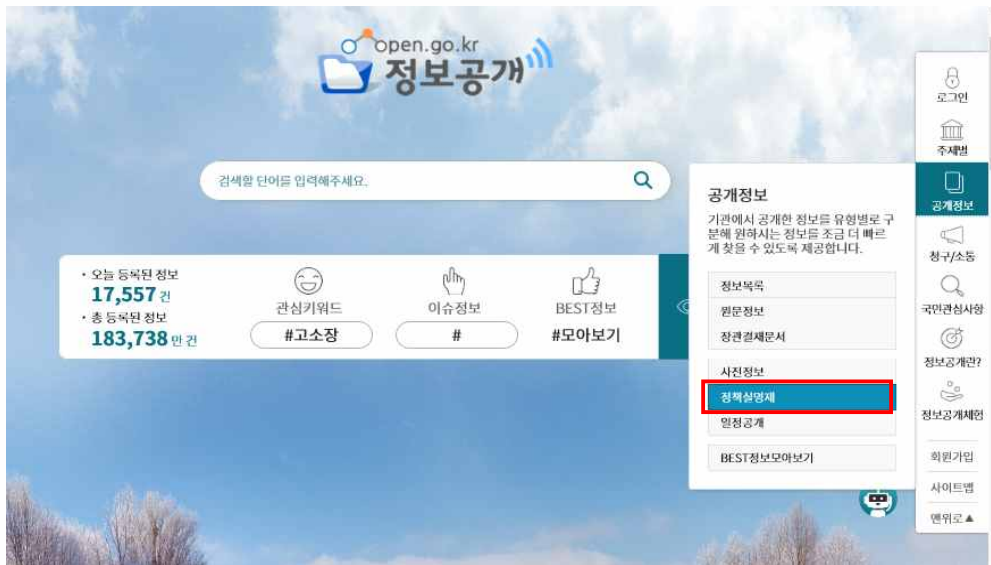 open.go.kr
정보공개
검색할 단어를 입력해주세요.
· 오늘 등록된 정보
17,557 건
· 총 등록된 정보
183,738 만 건
관심키워드
#고소장
이슈정보
#
BEST정보
#모아보기
공개정보
기관에서 공개한 정보를 유형별로 구
분해 원하시는 정보를 조금 더 빠르
게 찾을 수 있도록 제공합니다.
정보목록
원문정보
장관결재문서
사전정보
정책실명제
일정공개
BEST정보모아보기
로그인
주제별
공개정보
청구/소통
국민관심사항
정보공개란?
정보공개체험
회원가입
사이트맵
맨위로▲